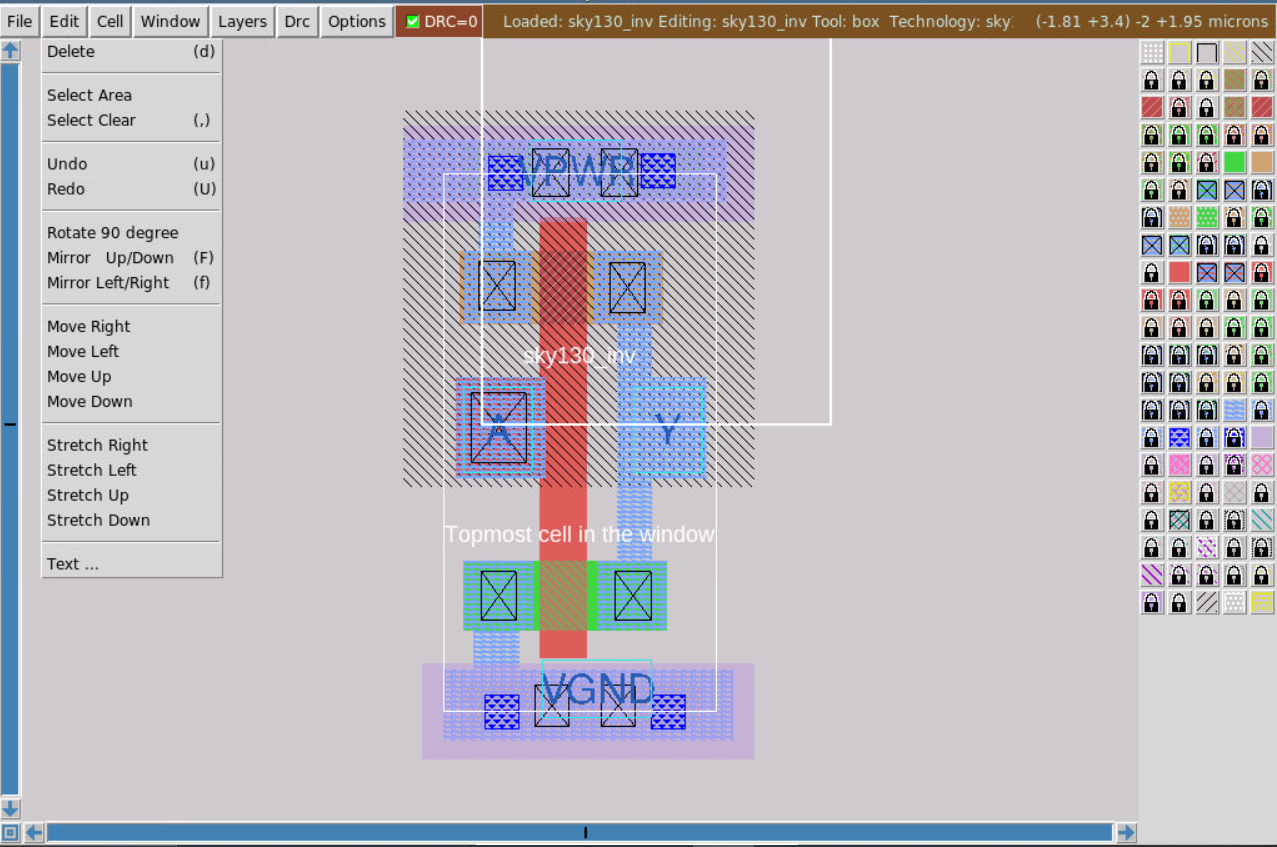 File Edit Cell Window Layers Drc Options DRC=0 Loaded: sky130_inv Editing: sky130_inv Tool: box Technology: sky (-1.81 +3.4) -2 +1.95 microns
Delete (d)
Select Area
Select Clear (,)
Undo (u)
Redo (U)
Rotate 90 degree
Mirror Up/Down (F)
Mirror Left/Right (f)
Move Right
Move Left
Move Up
Move Down
Stretch Right
Stretch Left
Stretch Up
Stretch Down
Text ...
VPWR
sky130_inv
A Y
Topmost cell in the window
VGND